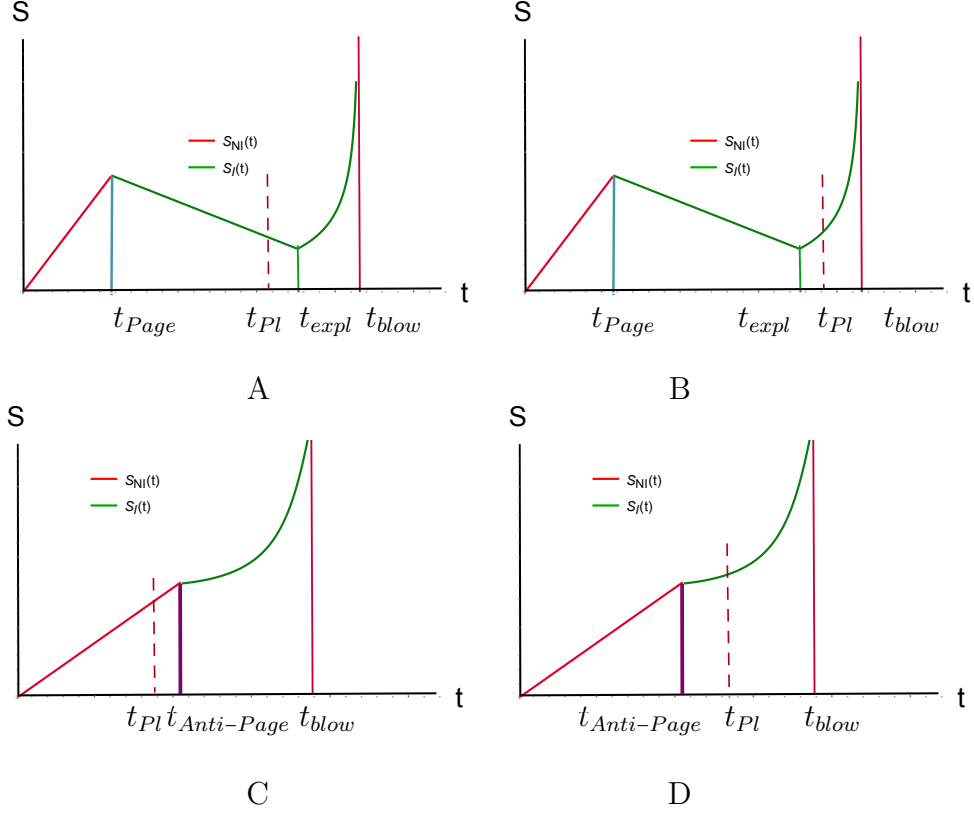 S
S_NI(t)
S_I(t)
t
t_Page t_Pl t_expl t_blow
A
S
S_NI(t)
S_I(t)
t
t_Page t_expl t_Pl t_blow
B
S
S_NI(t)
S_I(t)
t
t_Pl t_Anti−Page t_blow
C
S
S_NI(t)
S_I(t)
t
t_Anti−Page t_Pl t_blow
D